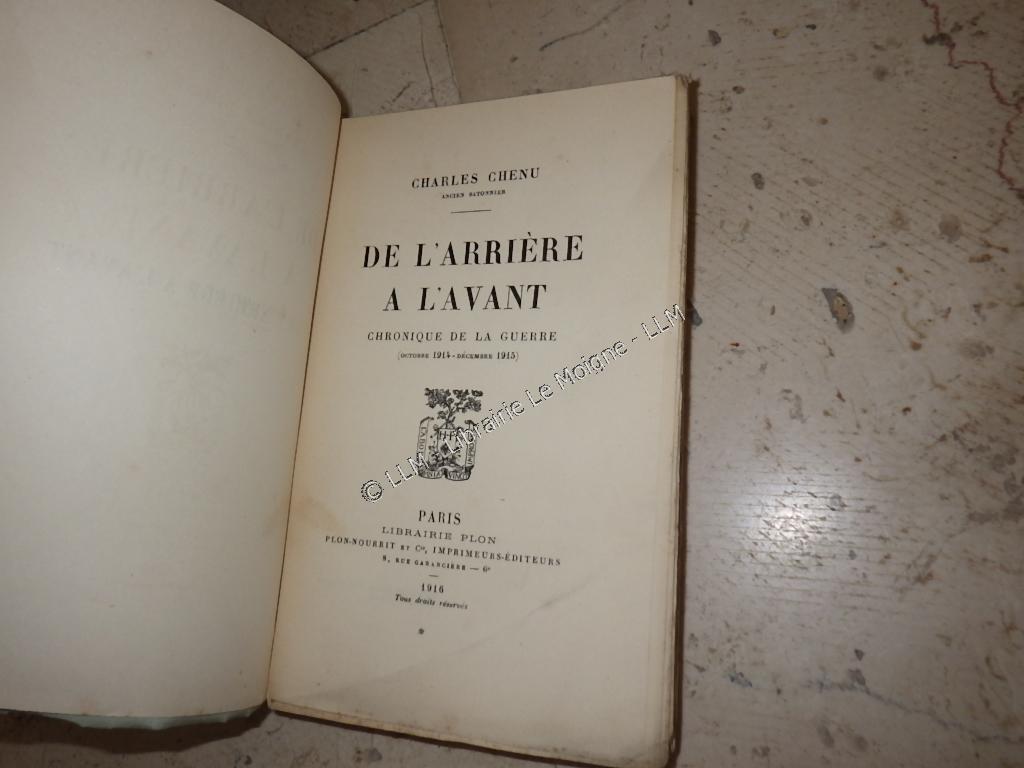 CHARLES CHENU
ANCIEN BATONNIER
DE L'ARRIÈRE
A L'AVANT
CHRONIQUE DE LA GUERRE
(OCTOBRE 1914-DÉCEMBRE 1915)
© LLM - Librairie Le Moigne - LLM
PARIS
LIBRAIRIE PLON
PLON-NOURRIT ET Cie, IMPRIMEURS-ÉDITEURS
8, RUE GARANCIÈRE — 6e
1916
Tous droits réservés